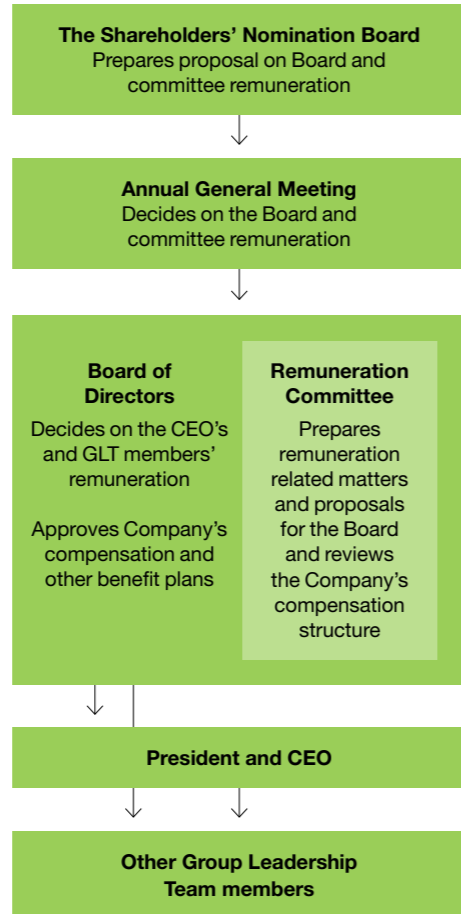 The Shareholders’ Nomination Board
Prepares proposal on Board and
committee remuneration
Annual General Meeting
Decides on the Board and
committee remuneration
Board of
Directors
Decides on the CEO’s
and GLT members’
remuneration
Approves Company’s
compensation and
other benefit plans
Remuneration
Committee
Prepares
remuneration
related matters
and proposals
for the Board
and reviews
the Company’s
compensation
structure
President and CEO
Other Group Leadership
Team members